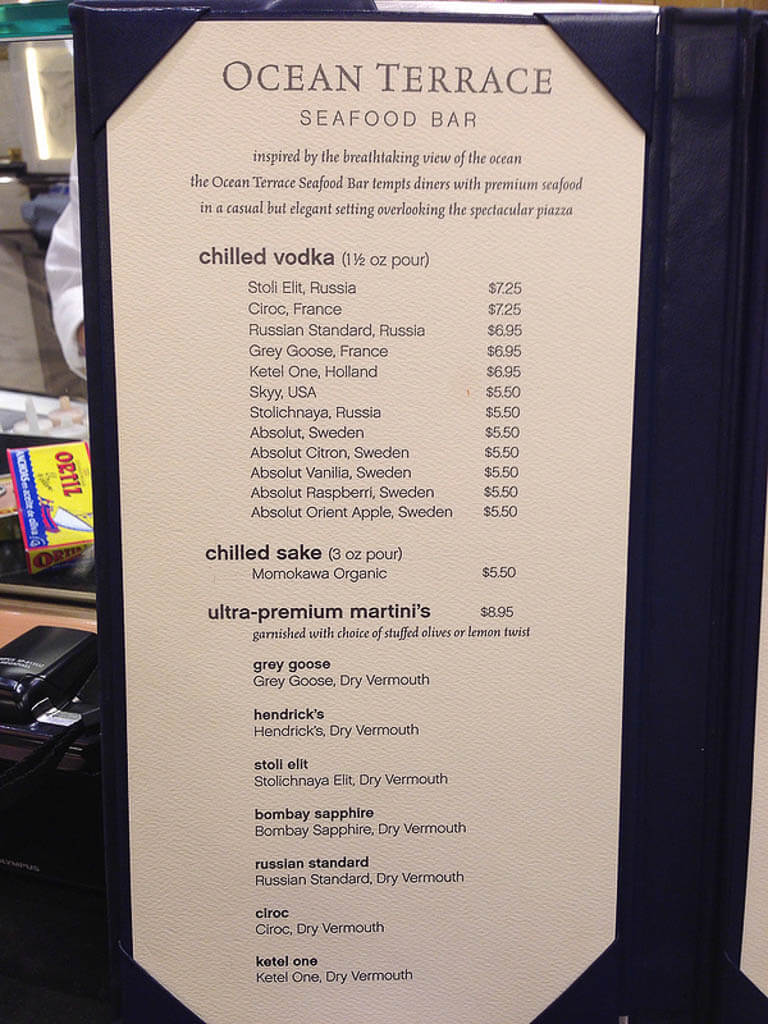 OCEAN TERRACE
SEAFOOD BAR
inspired by the breathtaking view of the ocean
the Ocean Terrace Seafood Bar tempts diners with premium seafood
in a casual but elegant setting overlooking the spectacular piazza
chilled vodka (1½ oz pour)
Stoli Elit, Russia $7.25
Ciroc, France $7.25
Russian Standard, Russia $6.95
Grey Goose, France $6.95
Ketel One, Holland $6.95
Skyy, USA $5.50
Stolichnaya, Russia $5.50
Absolut, Sweden $5.50
Absolut Citron, Sweden $5.50
Absolut Vanilia, Sweden $5.50
Absolut Raspberri, Sweden $5.50
Absolut Orient Apple, Sweden $5.50
chilled sake (3 oz pour)
Momokawa Organic $5.50
ultra-premium martini's $8.95
garnished with choice of stuffed olives or lemon twist
grey goose
Grey Goose, Dry Vermouth
hendrick's
Hendrick's, Dry Vermouth
stoli elit
Stolichnaya Elit, Dry Vermouth
bombay sapphire
Bombay Sapphire, Dry Vermouth
russian standard
Russian Standard, Dry Vermouth
ciroc
Ciroc, Dry Vermouth
ketel one
Ketel One, Dry Vermouth
ORTIZ
ANCHOAS en aceite de oliva
ORTIZ
OLYMPUS